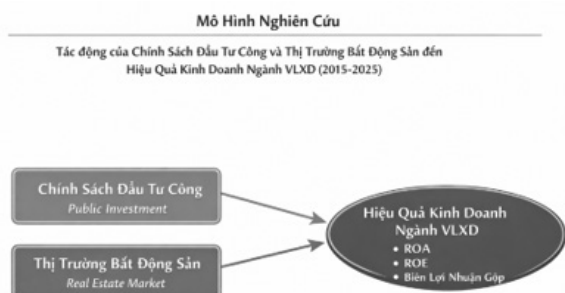 Mô Hình Nghiên Cứu
Tác động của Chính Sách Đầu Tư Công và Thị Trường Bất Động Sản đến
Hiệu Quả Kinh Doanh Ngành VLXD (2015-2025)
Chính Sách Đầu Tư Công
Public Investment
Thị Trường Bất Động Sản
Real Estate Market
Hiệu Quả Kinh Doanh
Ngành VLXD
• ROA
• ROE
• Biên Lợi Nhuận Gộp